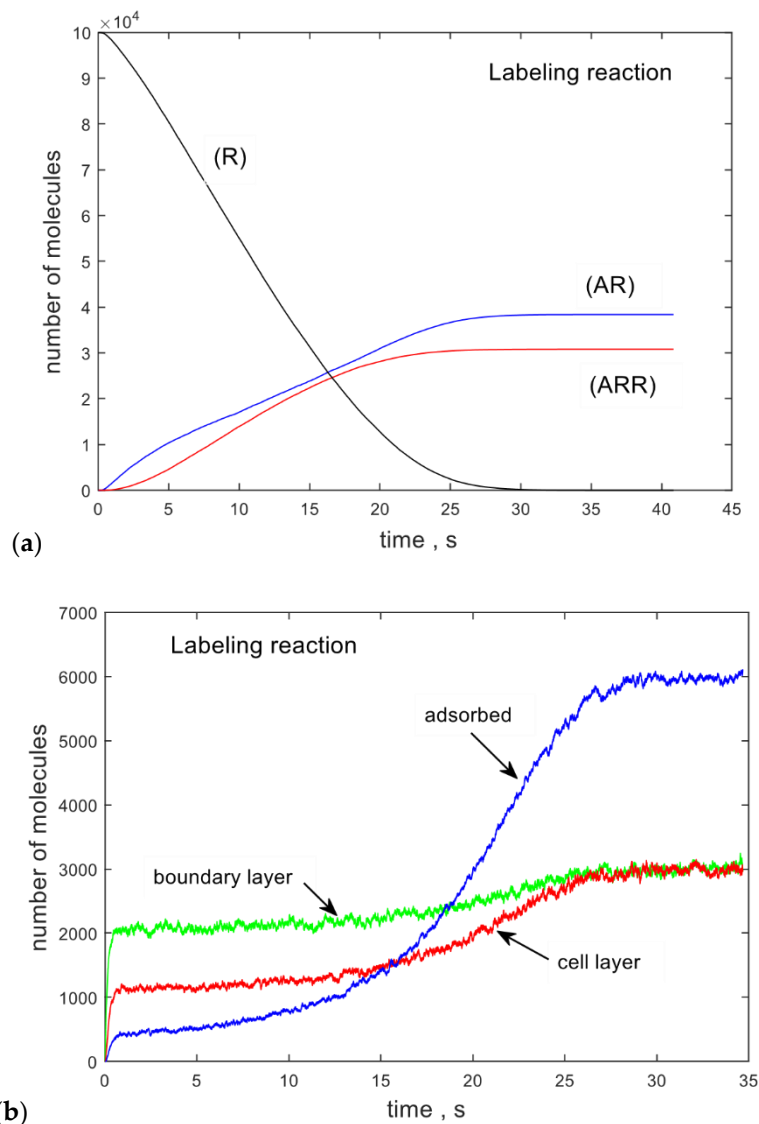 ×10⁴
10
9
8
7
6
5
4
3
2
1
0
number of molecules
Labeling reaction
(R)
(AR)
(ARR)
0 5 10 15 20 25 30 35 40 45
time , s
(a)
7000
6000
5000
4000
3000
2000
1000
0
number of molecules
Labeling reaction
adsorbed
boundary layer
cell layer
0 5 10 15 20 25 30 35
time , s
(b)